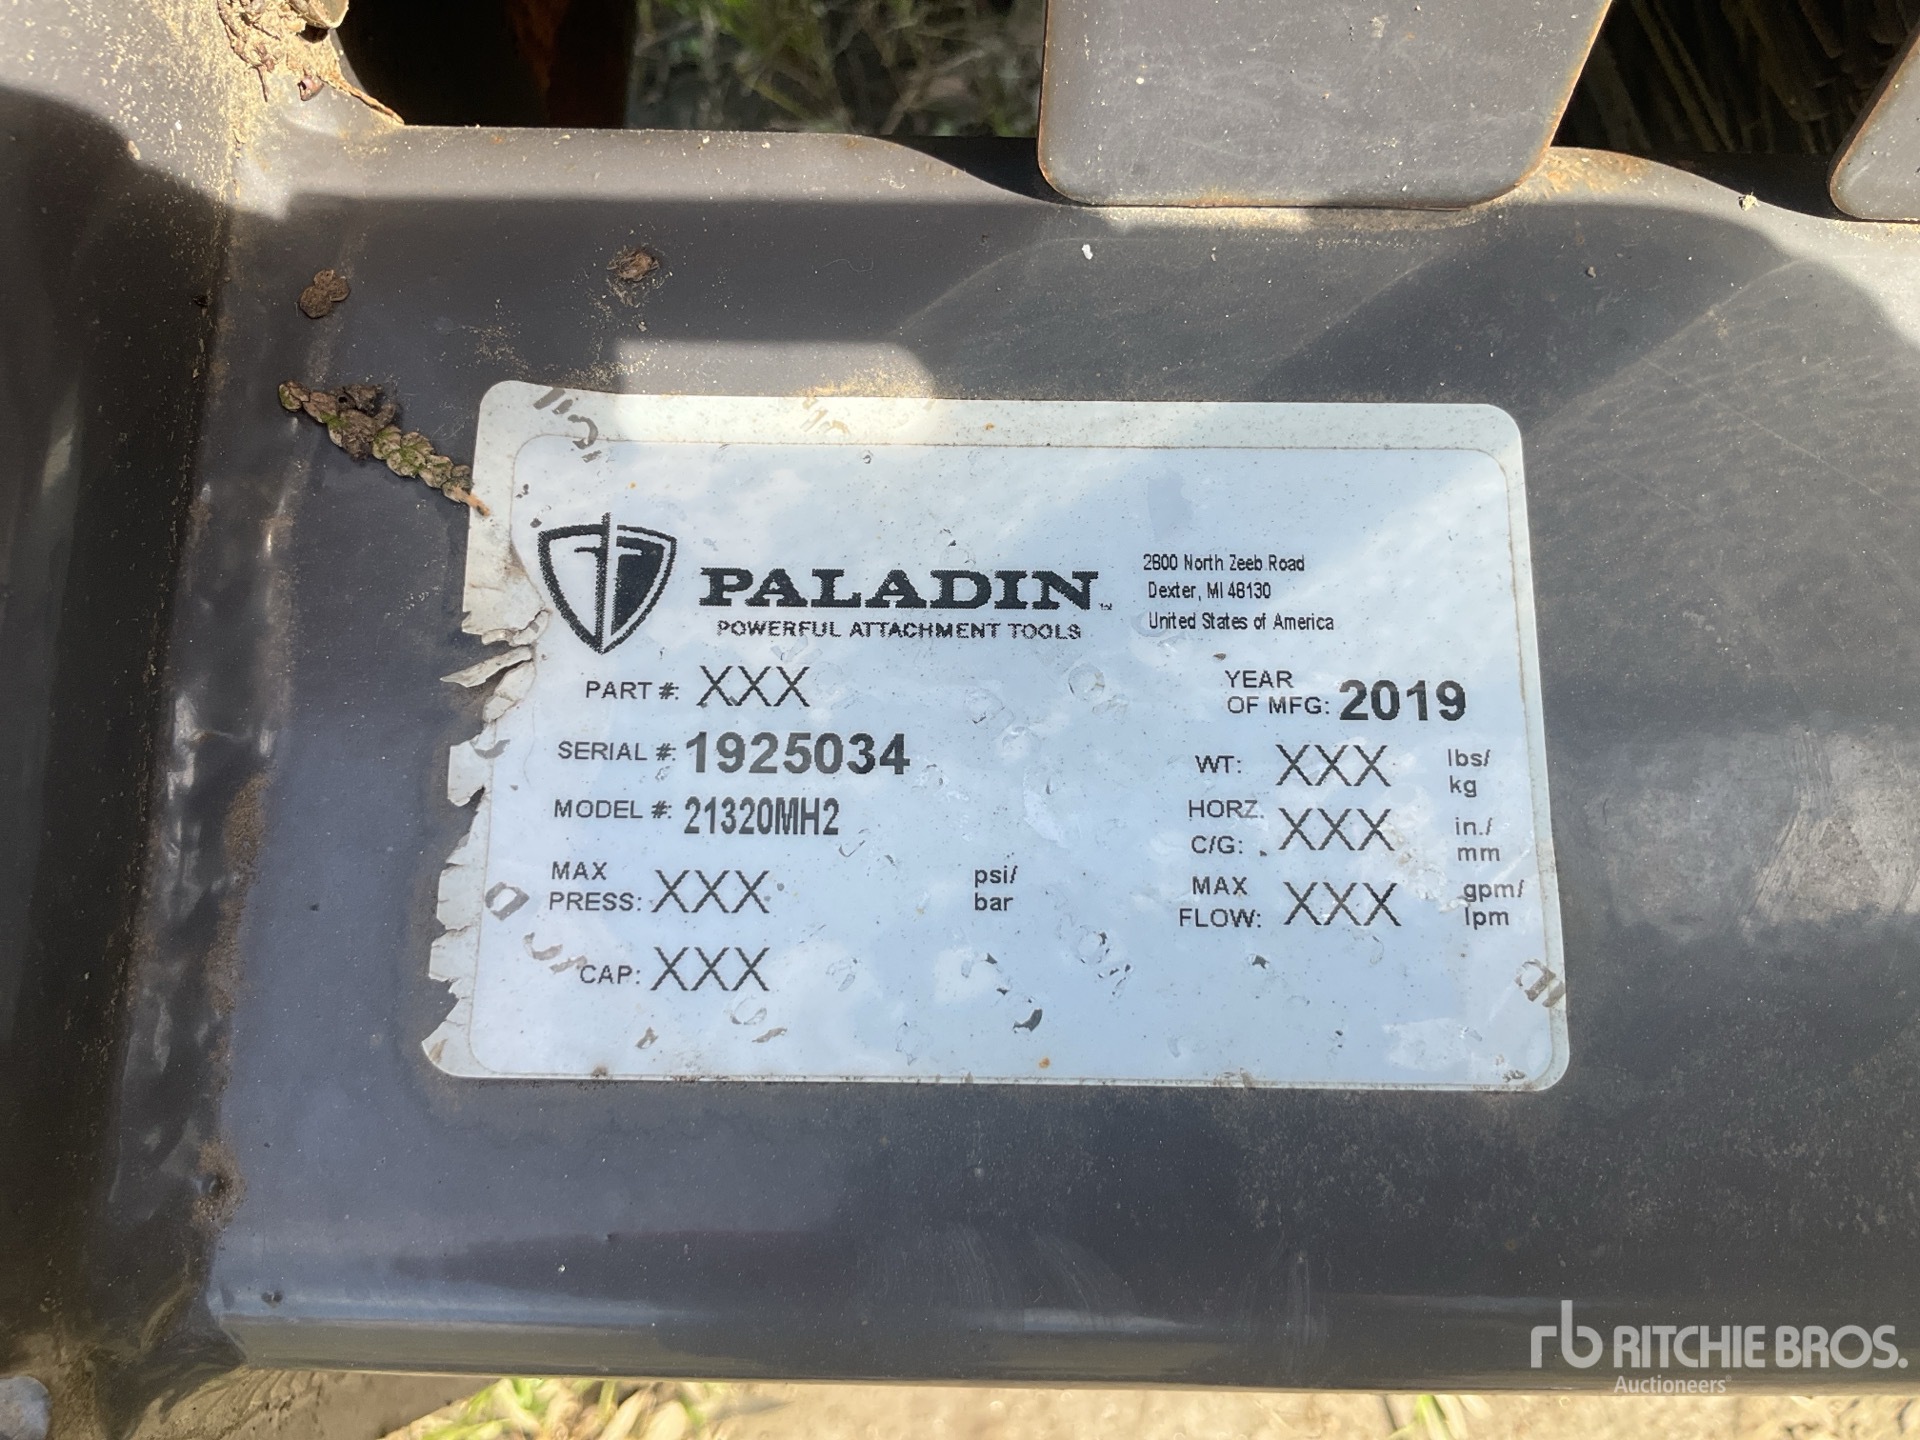 PALADIN™
POWERFUL ATTACHMENT TOOLS
2800 North Zeeb Road
Dexter, MI 48130
United States of America
PART #: XXX
SERIAL #: 1925034
MODEL #: 21320MH2
MAX
PRESS: XXX psi/
bar
CAP: XXX
YEAR
OF MFG: 2019
WT: XXX lbs/
kg
HORZ.
C/G: XXX in./
mm
MAX
FLOW: XXX gpm/
lpm
rb RITCHIE BROS.
Auctioneers